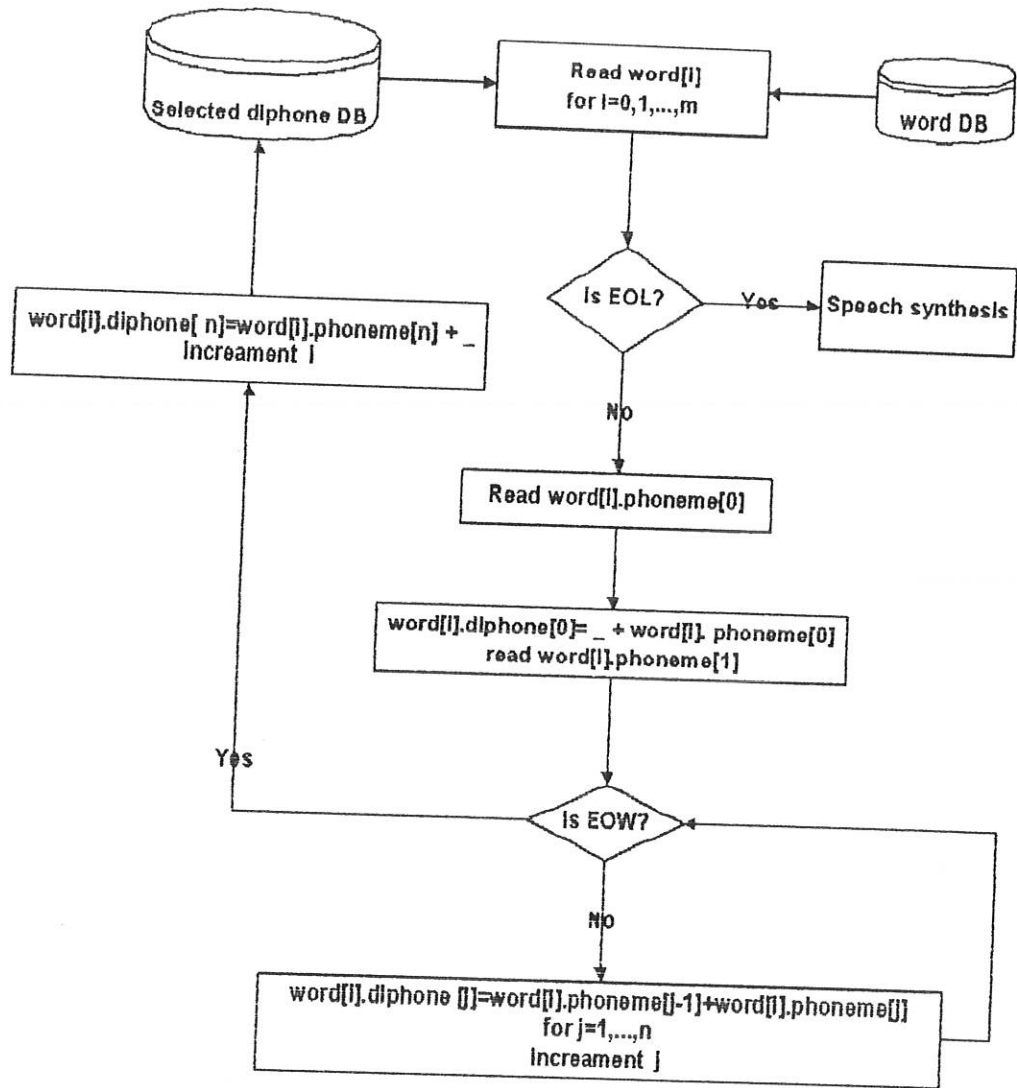 Selected diphone DB
Read word[i]
for i=0,1,...,m
word DB
Is EOL?
Yes
Speech synthesis
word[i].diphone[ n]=word[i].phoneme[n] + _
Increament i
No
Read word[i].phoneme[0]
word[i].diphone[0]= _ + word[i]. phoneme[0]
read word[i].phoneme[1]
Yes
Is EOW?
No
word[i].diphone [j]=word[i].phoneme[j-1]+word[i].phoneme[j]
for j=1,...,n
Increament j